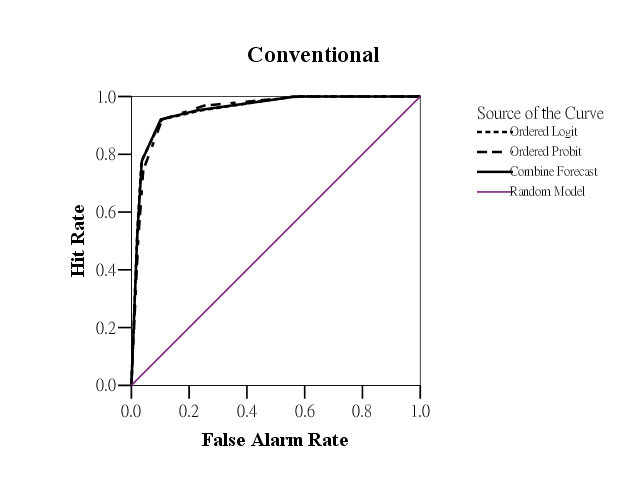 Conventional
Source of the Curve
Ordered Logit
Ordered Probit
Combine Forecast
Random Model
Hit Rate
1.0
0.8
0.6
0.4
0.2
0.0
0.0 0.2 0.4 0.6 0.8 1.0
False Alarm Rate